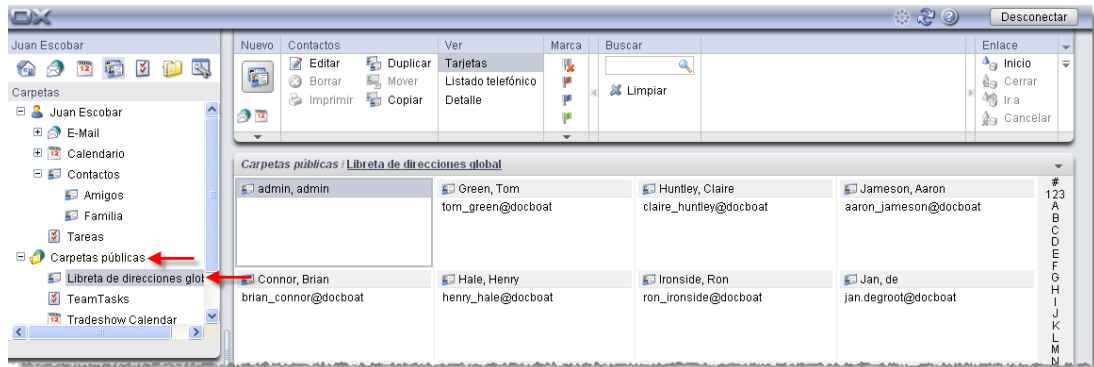 OX
Desconectar
Juan Escobar
Carpetas
Juan Escobar
E-Mail
Calendario
Contactos
Amigos
Familia
Tareas
Carpetas públicas
Libreta de direcciones glob
TeamTasks
Tradeshow Calendar
Nuevo Contactos Ver Marca Buscar Enlace
Editar Duplicar Tarjetas Inicio
Borrar Mover Listado telefónico Limpiar Cerrar
Imprimir Copiar Detalle Ir a
Cancelar
Carpetas públicas / Libreta de direcciones global
admin, admin Green, Tom Huntley, Claire Jameson, Aaron
tom_green@docboat claire_huntley@docboat aaron_jameson@docboat
Connor, Brian Hale, Henry Ironside, Ron Jan, de
brian_connor@docboat henry_hale@docboat ron_ironside@docboat jan.degroot@docboat
#
123
A
B
C
D
E
F
G
H
I
J
K
L
M
N